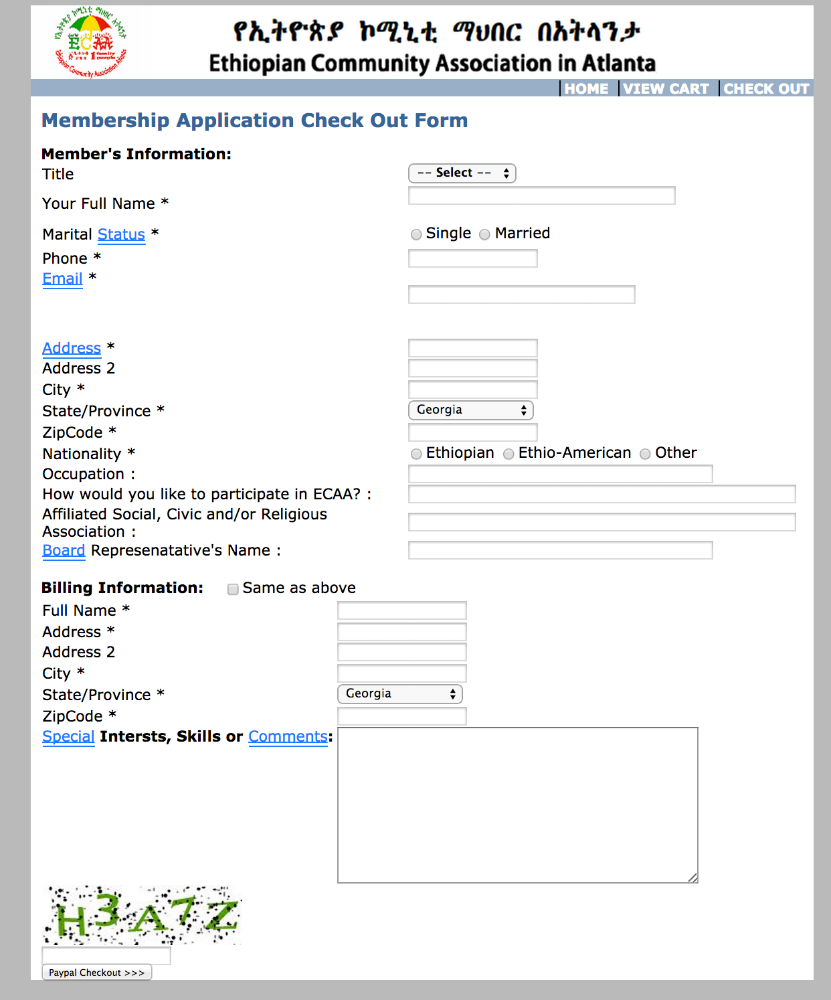 የኢትዮጵያ ኮሚኒቲ ማህበር በአትላንታ
Ethiopian Community Association in Atlanta
HOME VIEW CART CHECK OUT
Membership Application Check Out Form
Member's Information:
Title -- Select --
Your Full Name *
Marital Status * Single Married
Phone *
Email *
Address *
Address 2
City *
State/Province * Georgia
ZipCode *
Nationality * Ethiopian Ethio-American Other
Occupation :
How would you like to participate in ECAA? :
Affiliated Social, Civic and/or Religious
Association :
Board Represenatative's Name :
Billing Information: Same as above
Full Name *
Address *
Address 2
City *
State/Province * Georgia
ZipCode *
Special Intersts, Skills or Comments:
H3A7Z
Paypal Checkout >>>